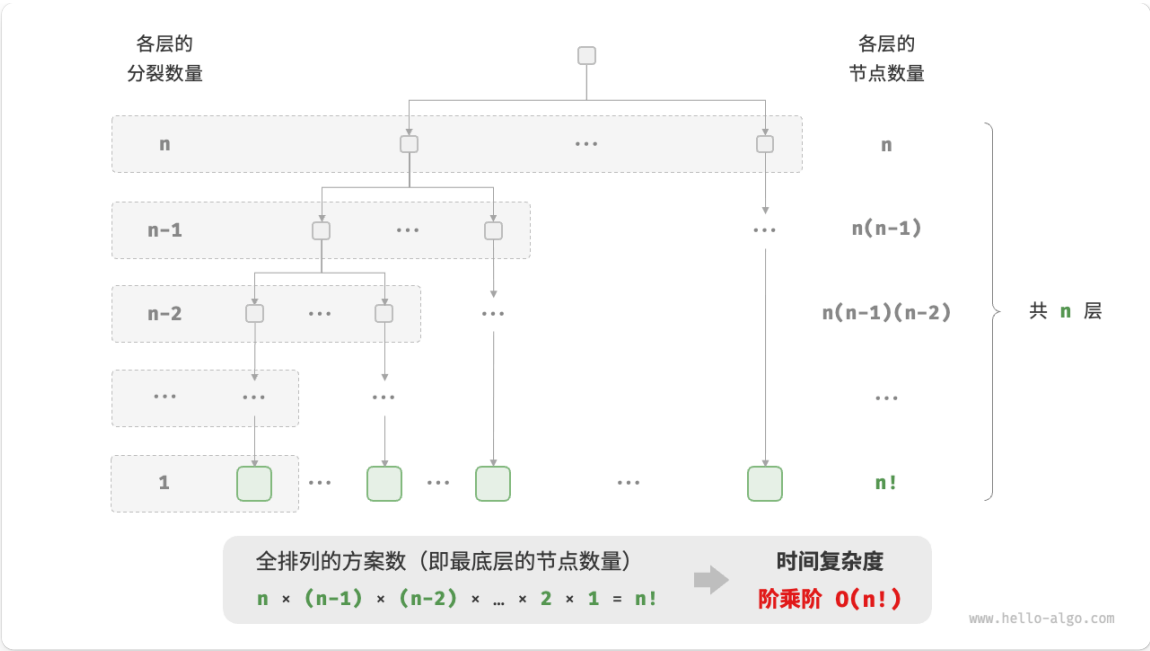 各层的
分裂数量
各层的
节点数量
n
...
n
n-1
...
...
n(n-1)
n-2
...
...
n(n-1)(n-2)
共 n 层
...
...
...
...
1
...
...
...
n!
全排列的方案数（即最底层的节点数量）
n × (n-1) × (n-2) × … × 2 × 1 = n!
时间复杂度
阶乘阶 O(n!)
www.hello-algo.com